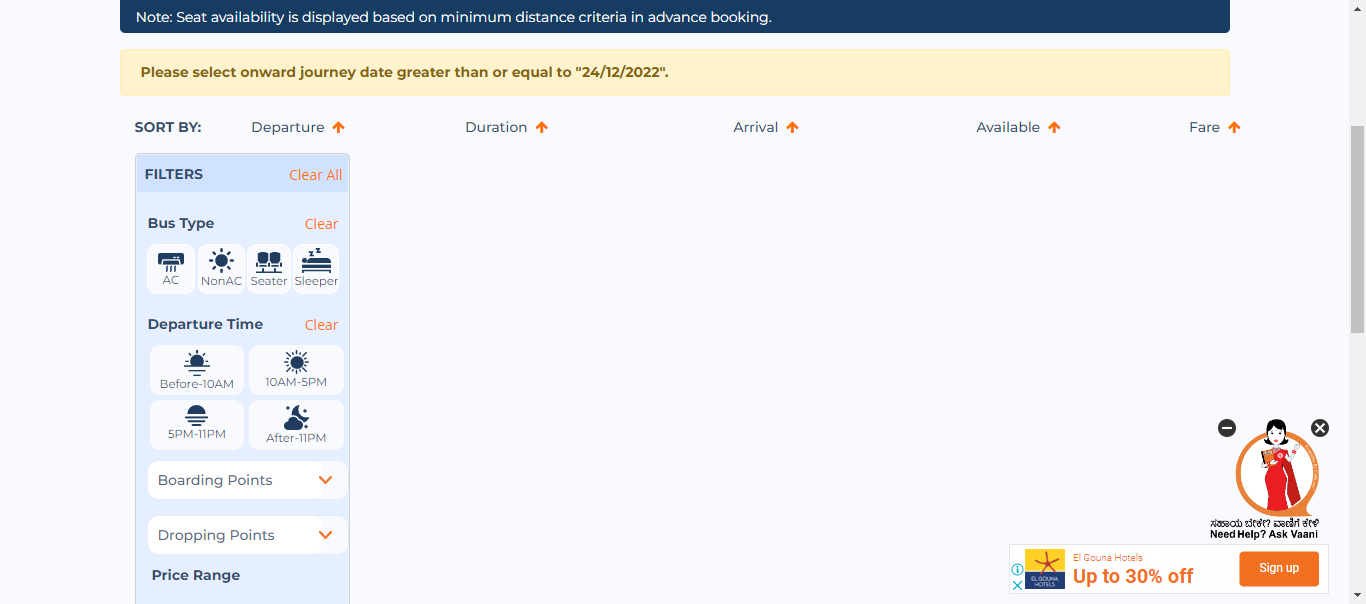 Note: Seat availability is displayed based on minimum distance criteria in advance booking.
Please select onward journey date greater than or equal to "24/12/2022".
SORT BY: Departure Duration Arrival Available Fare
FILTERS Clear All
Bus Type Clear
AC NonAC Seater Sleeper
Departure Time Clear
Before-10AM 10AM-5PM
5PM-11PM After-11PM
Boarding Points
Dropping Points
Price Range
ಸಹಾಯ ಬೇಕೇ? ವಾಣಿಗೆ ಕೇಳಿ
Need Help? Ask Vaani
EL GOUNA
HOTELS
El Gouna Hotels
Up to 30% off
Sign up